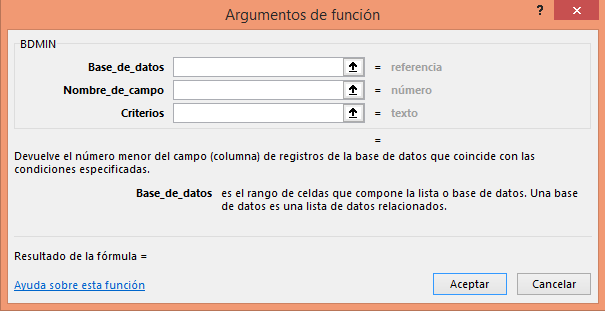 Argumentos de función
? ×
BDMIN
Base_de_datos = referencia
Nombre_de_campo = número
Criterios = texto
=
Devuelve el número menor del campo (columna) de registros de la base de datos que coincide con las
condiciones especificadas.
Base_de_datos es el rango de celdas que compone la lista o base de datos. Una base
de datos es una lista de datos relacionados.
Resultado de la fórmula =
Ayuda sobre esta función
Aceptar Cancelar